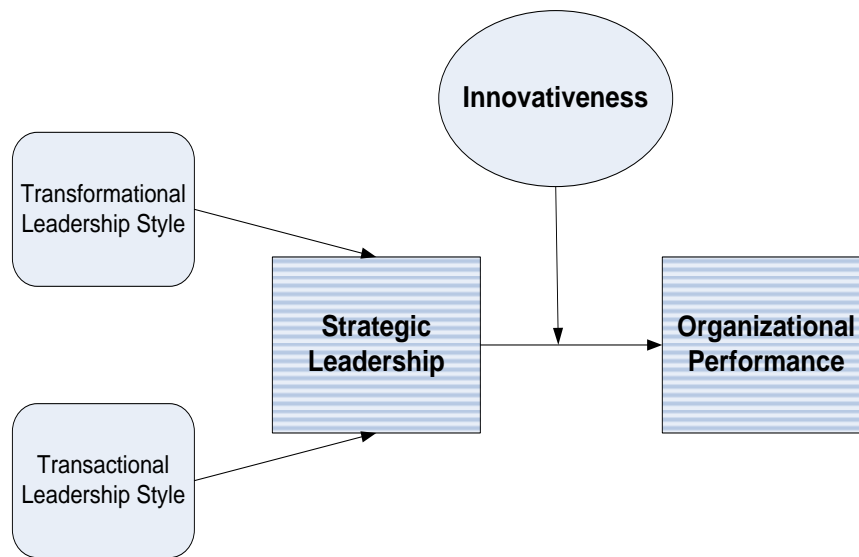 Innovativeness
Transformational
Leadership Style
Strategic
Leadership
Organizational
Performance
Transactional
Leadership Style